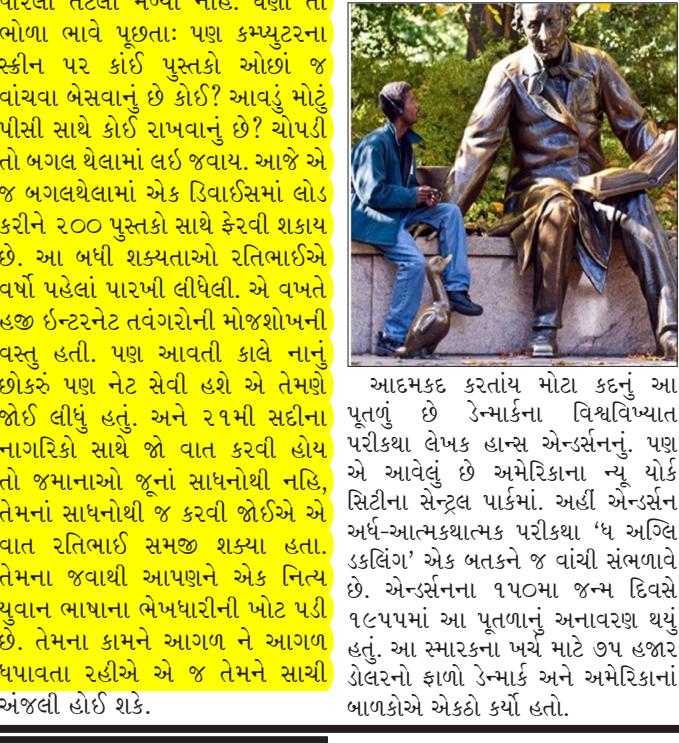 ભોળા ભાવે પૂછતાઃ પણ કમ્પ્યુટરના
સ્ક્રીન પર કાંઈ પુસ્તકો ઓછાં જ
વાંચવા બેસવાનું છે કોઈ? આવડું મોટું
પીસી સાથે કોઈ રાખવાનું છે? ચોપડી
તો બગલ થેલામાં લઇ જવાય. આજે એ
જ બગલથેલામાં એક ડિવાઈસમાં લોડ
કરીને ૨૦૦ પુસ્તકો સાથે ફેરવી શકાય
છે. આ બધી શક્યતાઓ રતિભાઈએ
વર્ષો પહેલાં પારખી લીધેલી. એ વખતે
હજી ઇન્ટરનેટ તવંગરોની મોજશોખની
વસ્તુ હતી. પણ આવતી કાલે નાનું
છોકરું પણ નેટ સેવી હશે એ તેમણે
જોઈ લીધું હતું. અને ૨૧મી સદીના
નાગરિકો સાથે જો વાત કરવી હોય
તો જમાનાઓ જૂનાં સાધનોથી નહિ,
તેમનાં સાધનોથી જ કરવી જોઈએ એ
વાત રતિભાઈ સમજી શક્યા હતા.
તેમના જવાથી આપણને એક નિત્ય
યુવાન ભાષાના ભેખધારીની ખોટ પડી
છે. તેમના કામને આગળ ને આગળ
ધપાવતા રહીએ એ જ તેમને સાચી
અંજલી હોઈ શકે.
આદમકદ કરતાંય મોટા કદનું આ
પૂતળું છે ડેન્માર્કના વિશ્વવિખ્યાત
પરીકથા લેખક હાન્સ એન્ડર્સનનું. પણ
એ આવેલું છે અમેરિકાના ન્યૂ યોર્ક
સિટીના સેન્ટ્રલ પાર્કમાં. અહીં એન્ડર્સન
અર્ધ-આત્મકથાત્મક પરીકથા ‘ધ અગ્લિ
ડકલિંગ’ એક બતકને જ વાંચી સંભળાવે
છે. એન્ડર્સનના ૧૫૦મા જન્મ દિવસે
૧૯૫૫માં આ પૂતળાનું અનાવરણ થયું
હતું. આ સ્મારકના ખર્ચ માટે ૭૫ હજાર
ડોલરનો ફાળો ડેન્માર્ક અને અમેરિકાનાં
બાળકોએ એકઠો કર્યો હતો.